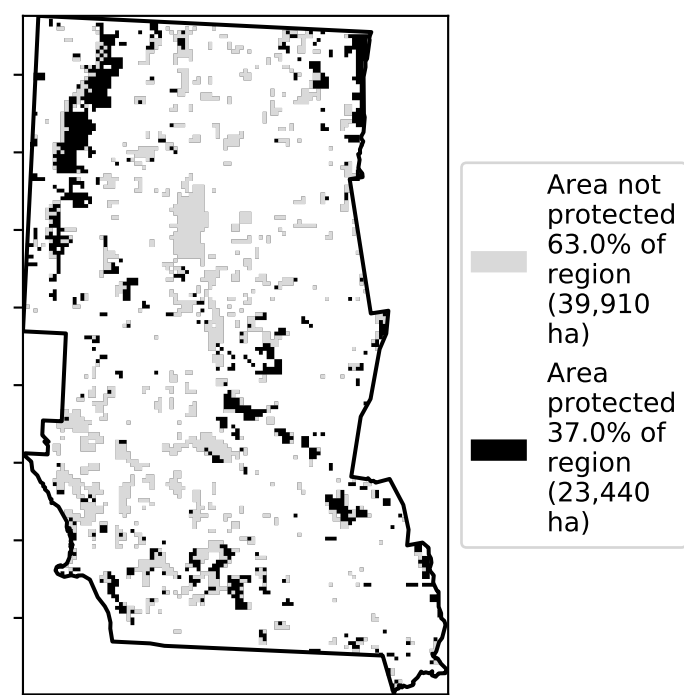 Area not
protected
63.0% of
region
(39,910
ha)
Area
protected
37.0% of
region
(23,440
ha)